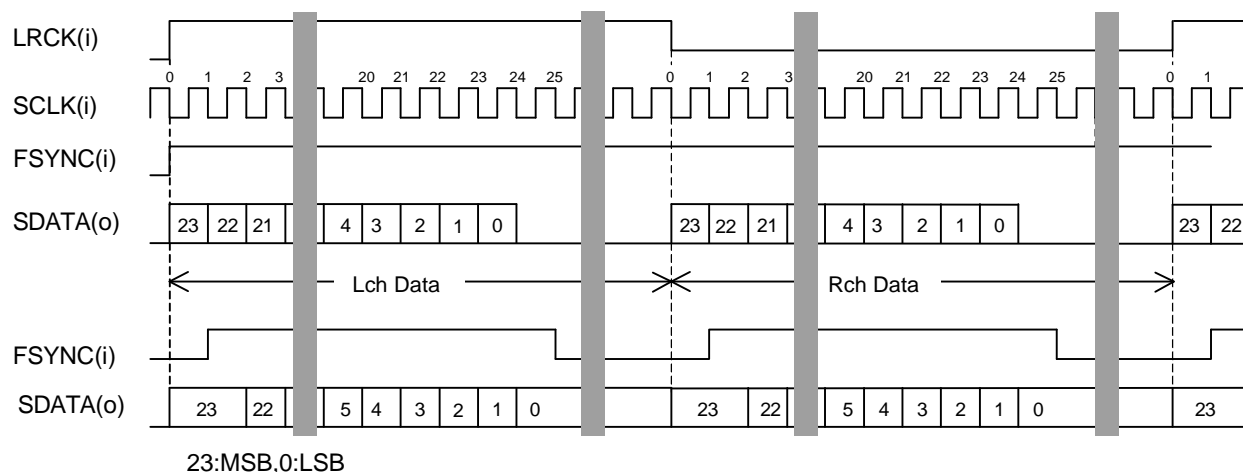 LRCK(i)
0 1 2 3 20 21 22 23 24 25 0 1 2 3 20 21 22 23 24 25 0 1
SCLK(i)
FSYNC(i)
SDATA(o) 23 22 21 4 3 2 1 0 23 22 21 4 3 2 1 0 23 22
Lch Data Rch Data
FSYNC(i)
SDATA(o) 23 22 5 4 3 2 1 0 23 22 5 4 3 2 1 0 23
23:MSB,0:LSB